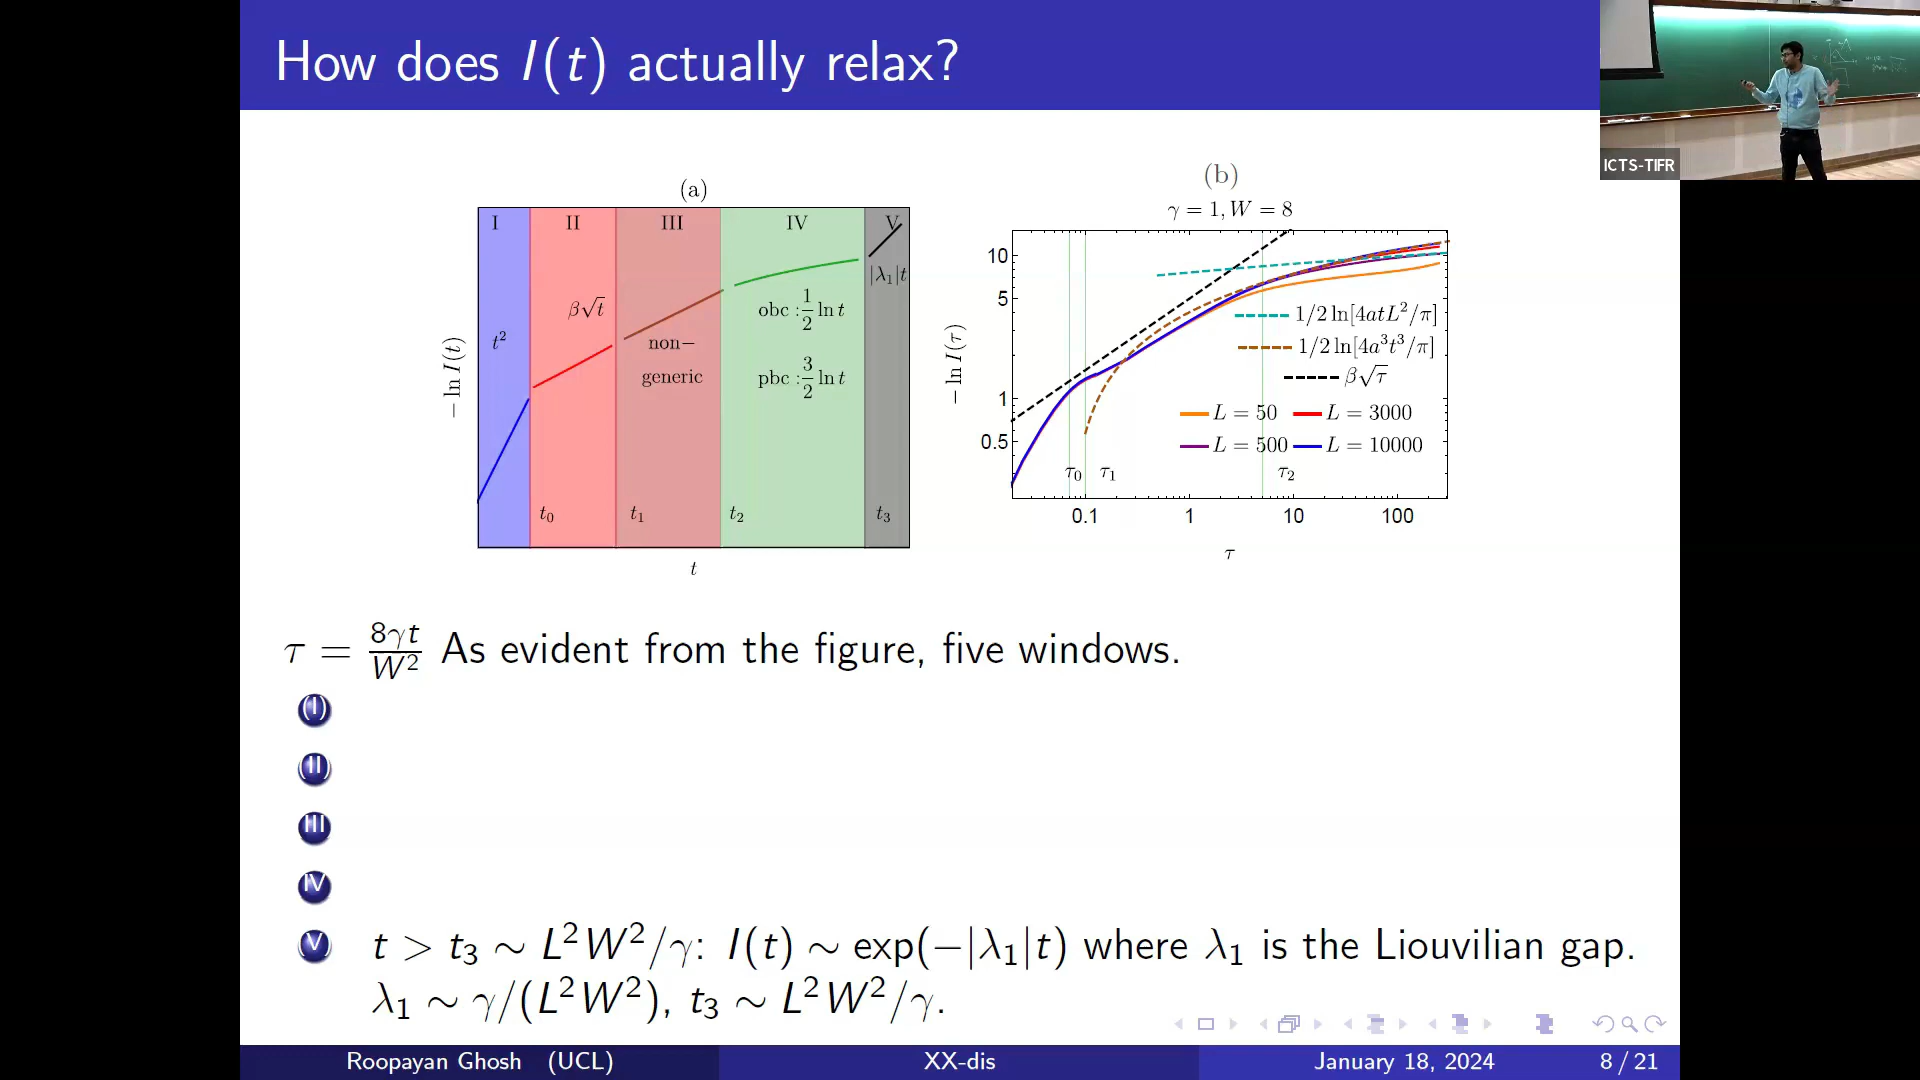 How does I(t) actually relax?
ICTS-TIFR
(a)
I II III IV V
t²
β√t
non−
generic
obc : 1/2 ln t
pbc : 3/2 ln t
|λ₁|t
t₀ t₁ t₂ t₃
− ln I(t)
t
(b)
γ = 1, W = 8
10
5
1
0.5
− ln I(τ)
1/2 ln[4atL²/π]
1/2 ln[4a³t³/π]
β√τ
L = 50 L = 3000
L = 500 L = 10000
τ₀ τ₁ τ₂
0.1 1 10 100
τ
τ = 8γt/W² As evident from the figure, five windows.
(I)
(II)
III
IV
V t > t₃ ∼ L²W²/γ: I(t) ∼ exp(−|λ₁|t) where λ₁ is the Liouvilian gap.
λ₁ ∼ γ/(L²W²), t₃ ∼ L²W²/γ.
Roopayan Ghosh (UCL) XX-dis January 18, 2024 8 / 21